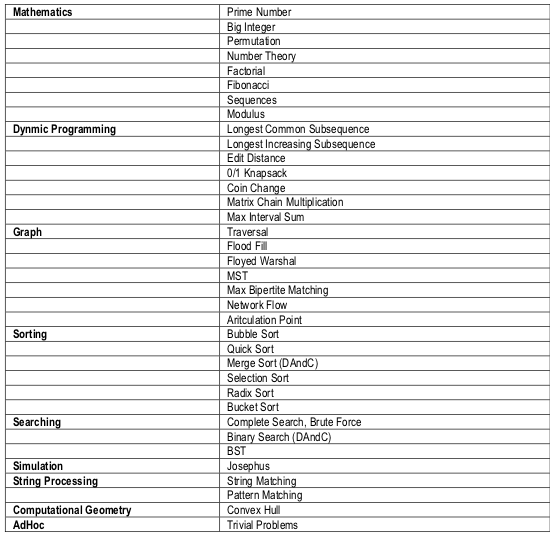 Mathematics Prime Number
Big Integer
Permutation
Number Theory
Factorial
Fibonacci
Sequences
Modulus
Dynmic Programming Longest Common Subsequence
Longest Increasing Subsequence
Edit Distance
0/1 Knapsack
Coin Change
Matrix Chain Multiplication
Max Interval Sum
Graph Traversal
Flood Fill
Floyed Warshal
MST
Max Bipertite Matching
Network Flow
Aritculation Point
Sorting Bubble Sort
Quick Sort
Merge Sort (DAndC)
Selection Sort
Radix Sort
Bucket Sort
Searching Complete Search, Brute Force
Binary Search (DAndC)
BST
Simulation Josephus
String Processing String Matching
Pattern Matching
Computational Geometry Convex Hull
AdHoc Trivial Problems